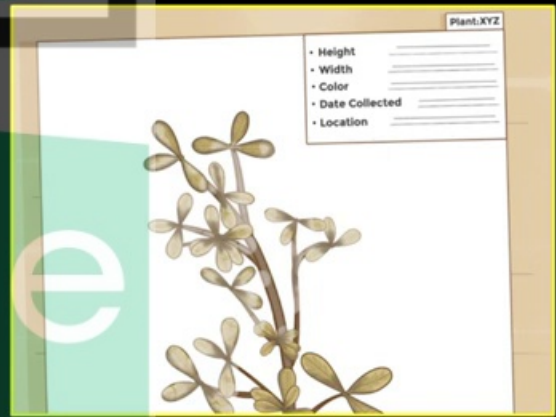 Plant:XYZ
• Height
• Width
• Color
• Date Collected
• Location
e